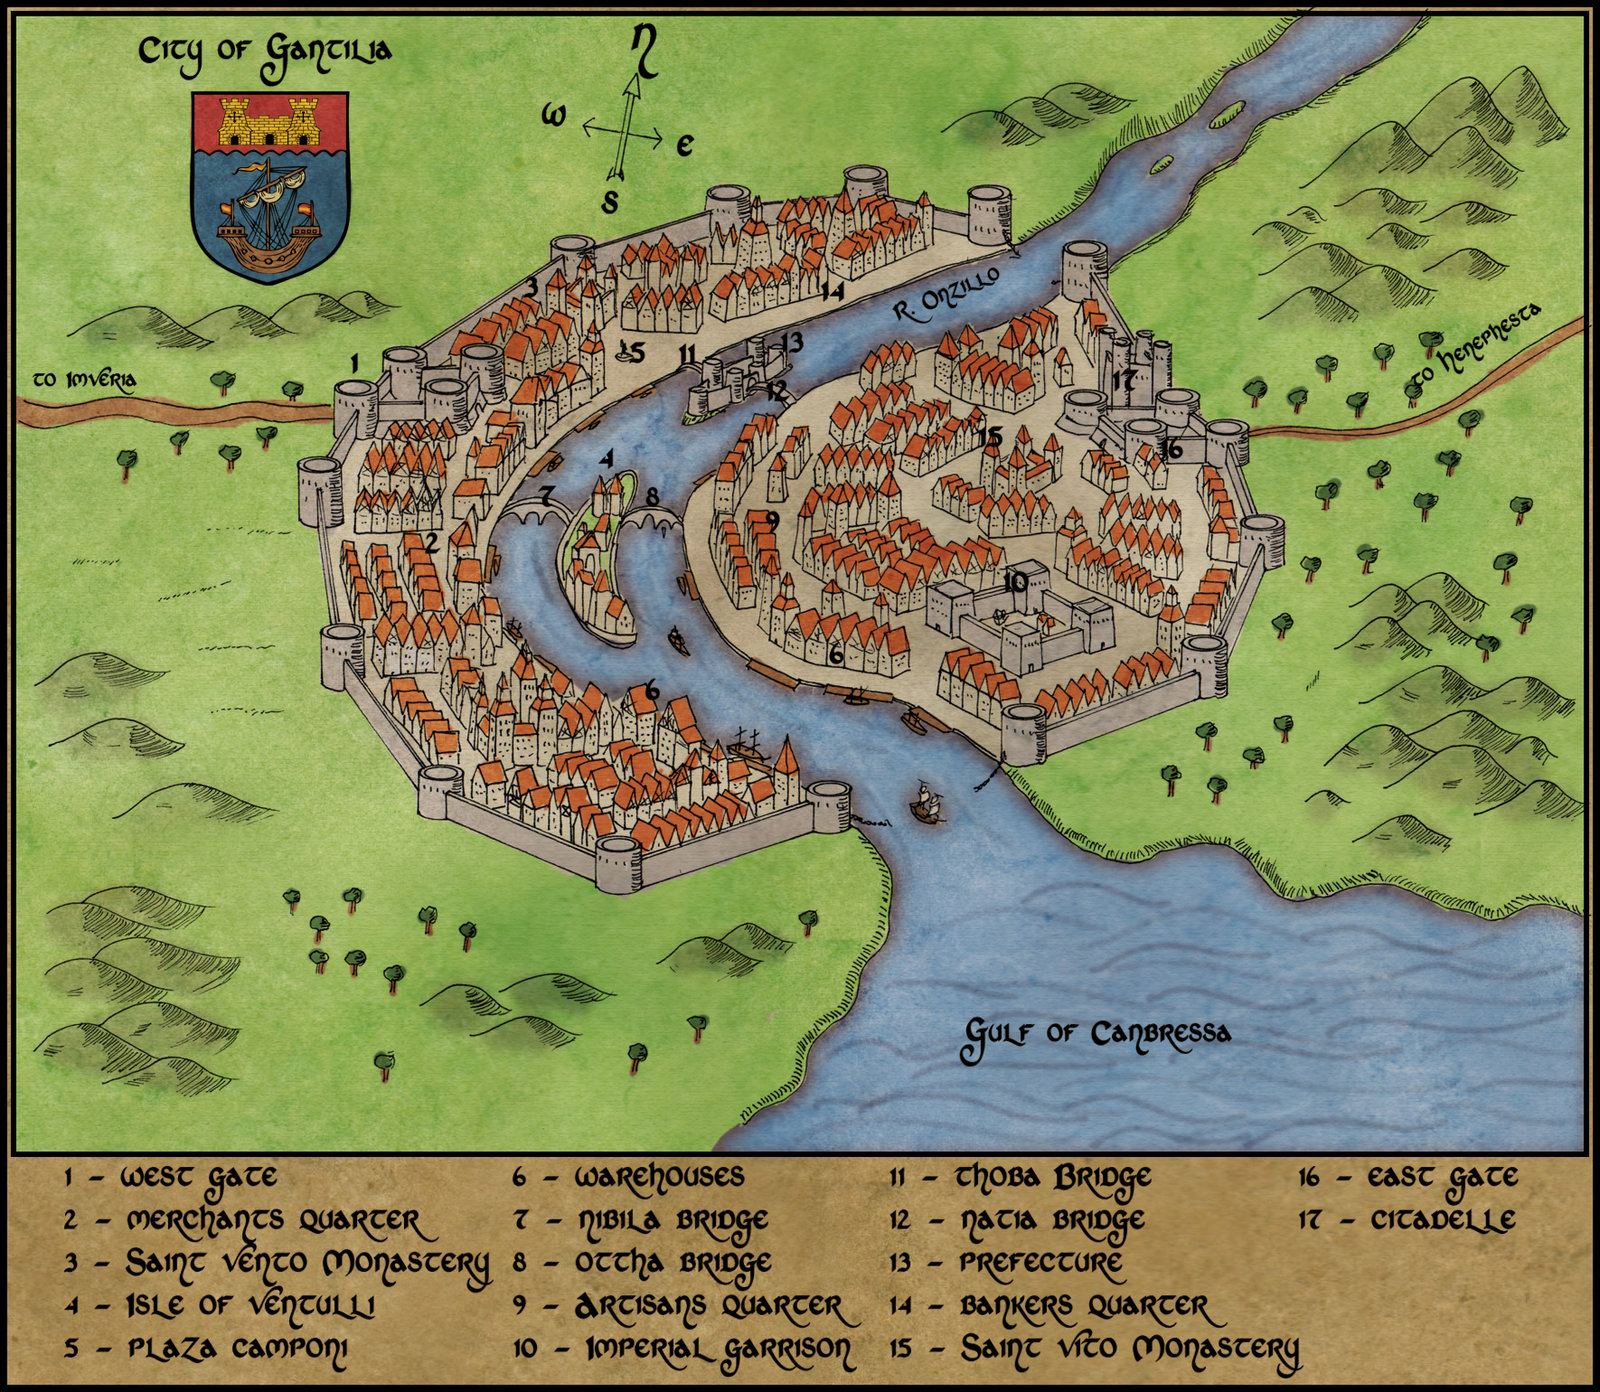 City of Gantilia
N
W
E
S
to Imveria
to Henephesta
R. Onzillo
1
2
3
4
5
6
6
7
8
9
10
11
12
13
14
15
16
17
Gulf of Canbressa
1 - west gate
2 - merchants quarter
3 - Saint Vento Monastery
4 - Isle of Ventulli
5 - plaza camponi
6 - warehouses
7 - nibila bridge
8 - ottha bridge
9 - Artisans quarter
10 - Imperial garrison
11 - thoba Bridge
12 - natia bridge
13 - prefecture
14 - bankers quarter
15 - Saint Vito Monastery
16 - east gate
17 - citadelle